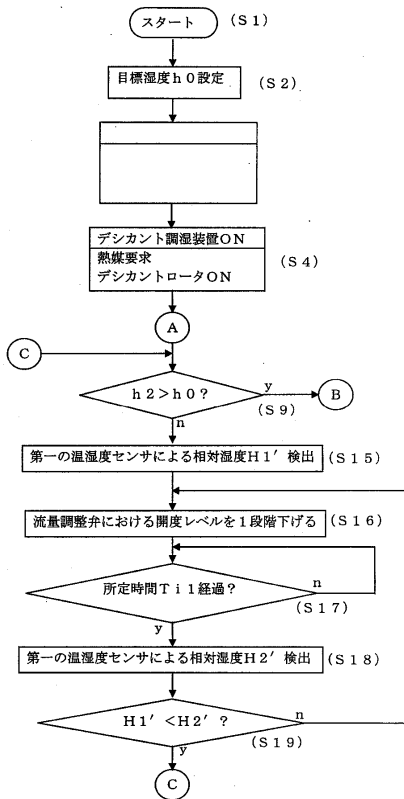 スタート (S1)
目標湿度h0設定 (S2)
デシカント調湿装置ON
熱媒要求
デシカントロータON
(S4)
A
C
h2>h0?
y
B
(S9)
n
第一の温湿度センサによる相対湿度H1′検出 (S15)
流量調整弁における開度レベルを1段階下げる (S16)
所定時間Ti1経過?
n
(S17)
y
第一の温湿度センサによる相対湿度H2′検出 (S18)
H1′<H2′?
n
(S19)
y
C